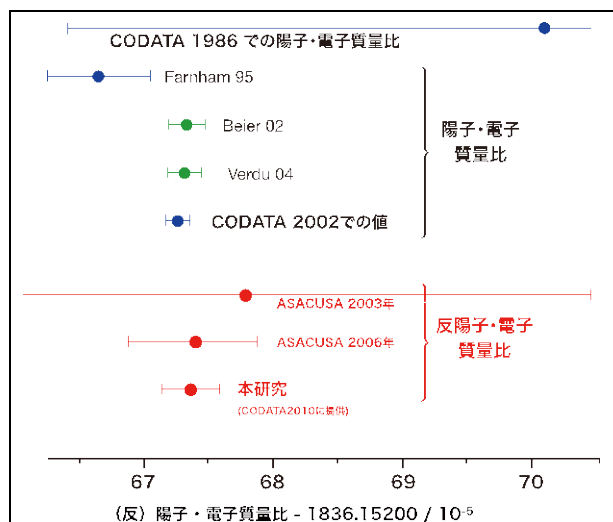 CODATA 1986 での陽子・電子質量比
Farnham 95
Beier 02
Verdu 04
CODATA 2002での値
陽子・電子
質量比
ASACUSA 2003年
ASACUSA 2006年
本研究
(CODATA2010に提供)
反陽子・電子
質量比
67 68 69 70
（反）陽子・電子質量比 - 1836.15200 / 10⁻⁵